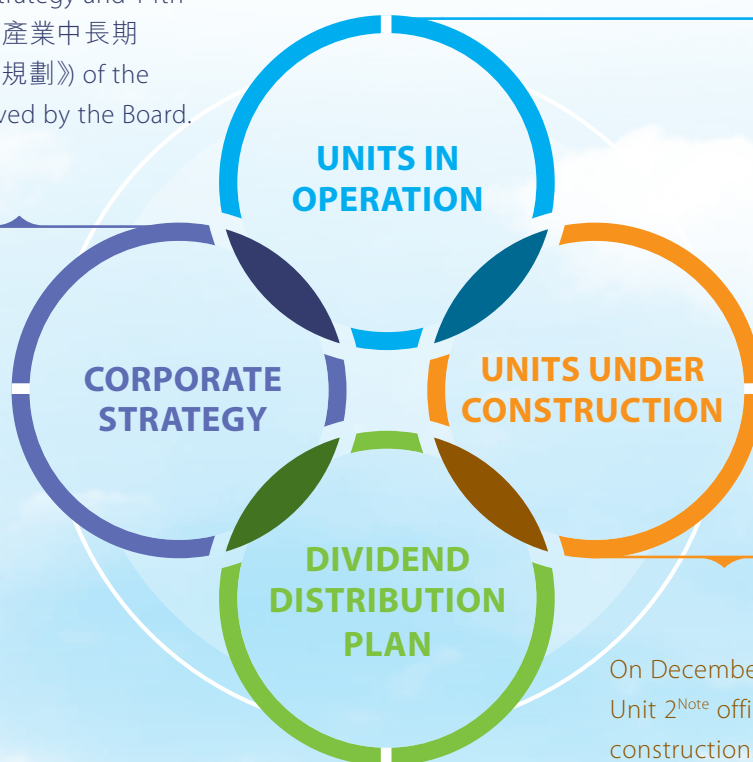 產業中長期
規劃》) of the
ved by the Board.
UNITS IN
OPERATION
CORPORATE
STRATEGY
UNITS UNDER
CONSTRUCTION
DIVIDEND
DISTRIBUTION
PLAN
On Decembe
Unit 2Note offi
construction